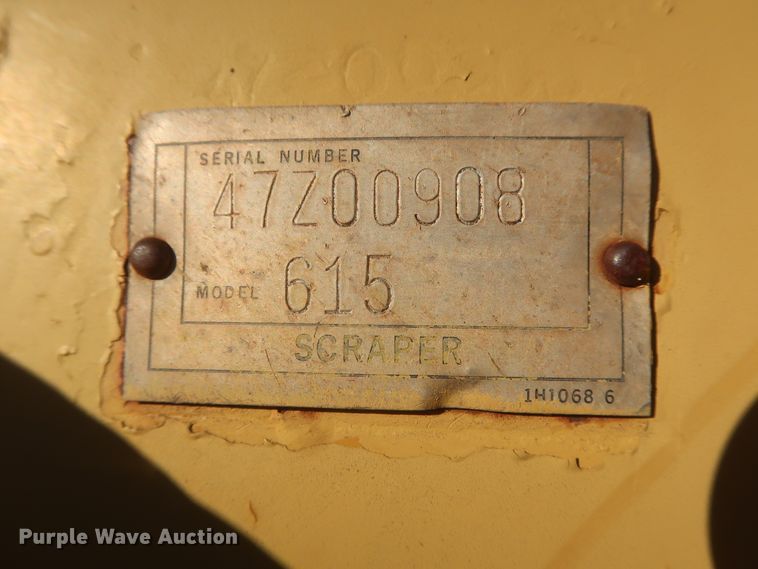 SERIAL NUMBER
47Z00908
MODEL 615
SCRAPER
1H1068 6
Purple Wave Auction